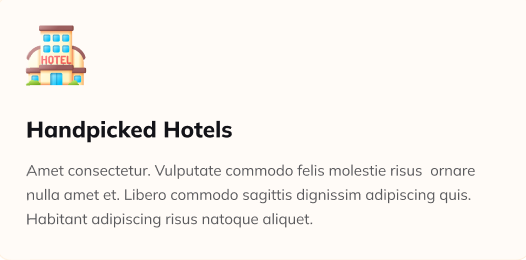 HOTEL
Handpicked Hotels
Amet consectetur. Vulputate commodo felis molestie risus  ornare
nulla amet et. Libero commodo sagittis dignissim adipiscing quis.
Habitant adipiscing risus natoque aliquet.